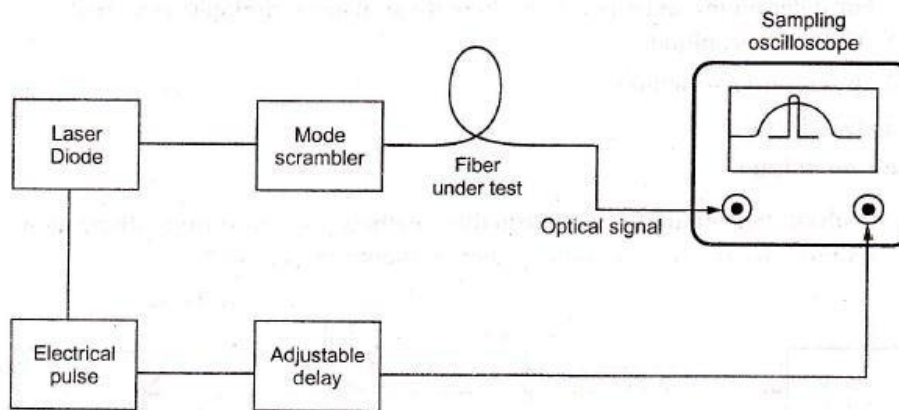 Sampling
oscilloscope
Laser
Diode
Mode
scrambler
Fiber
under test
Optical signal
Electrical
pulse
Adjustable
delay